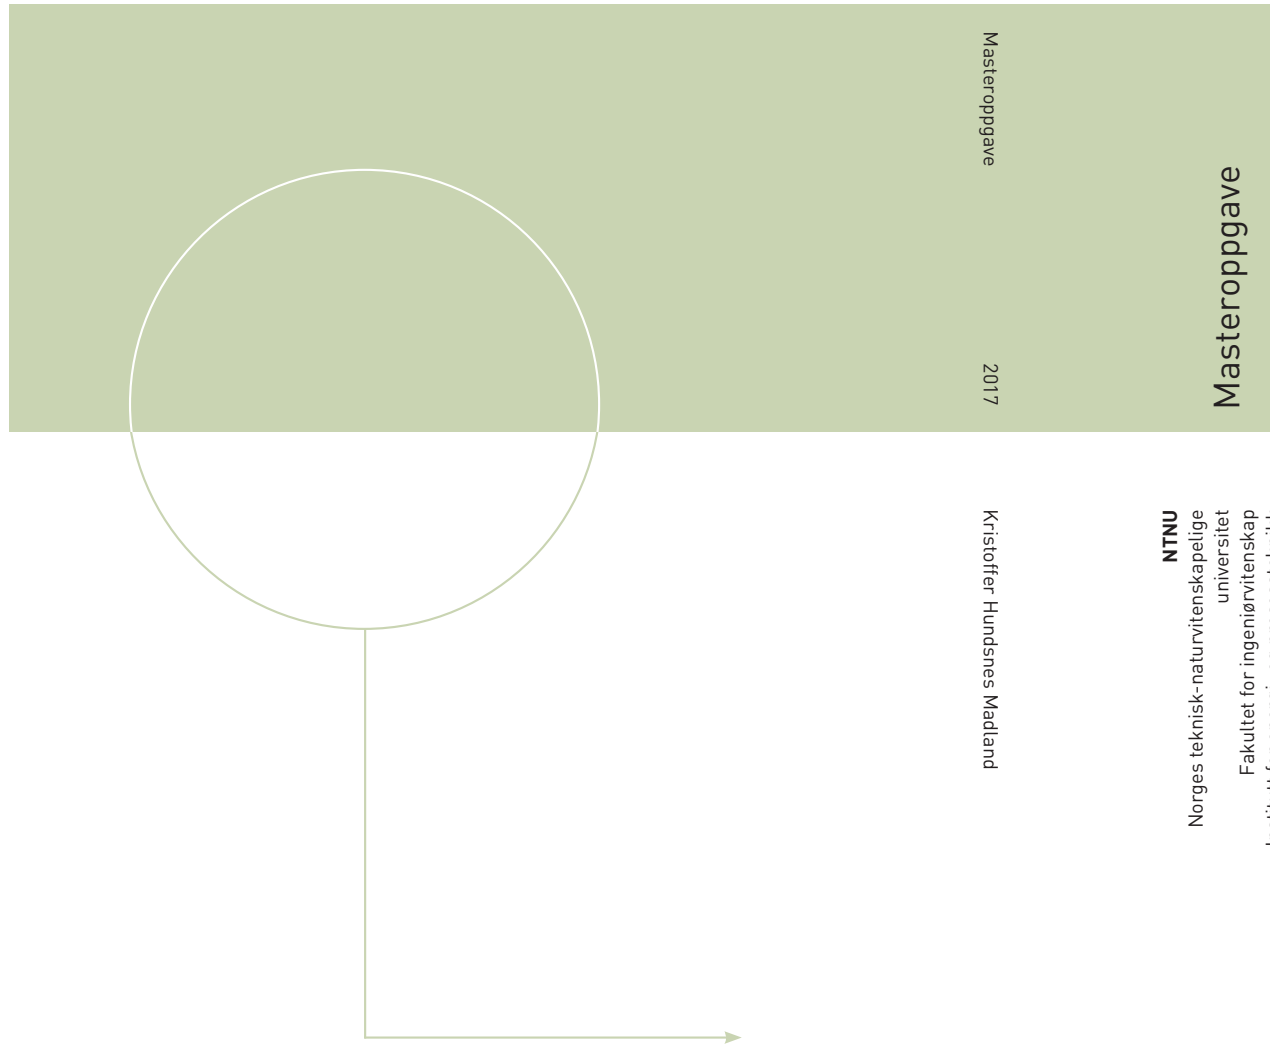 Masteroppgave
2017
Kristoffer Hundsnes Madland
Masteroppgave
NTNU
Norges teknisk-naturvitenskapelige
universitet
Fakultet for ingeniørvitenskap